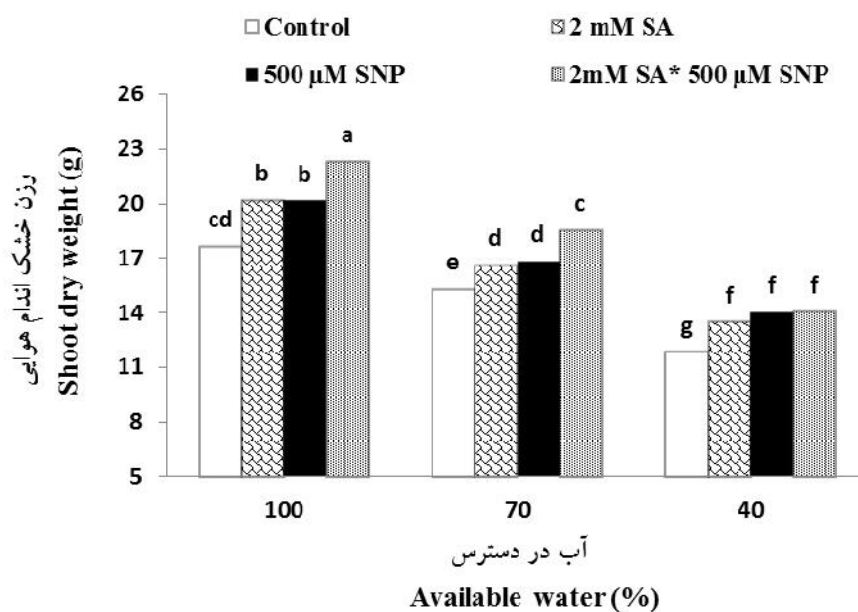 Control
2 mM SA
500 µM SNP
2mM SA* 500 µM SNP
26
23
20
17
14
11
8
5
وزن خشک اندام هوایی
Shoot dry weight (g)
cd
b
b
a
e
d
d
c
g
f
f
f
100
70
40
آب در دسترس
Available water (%)